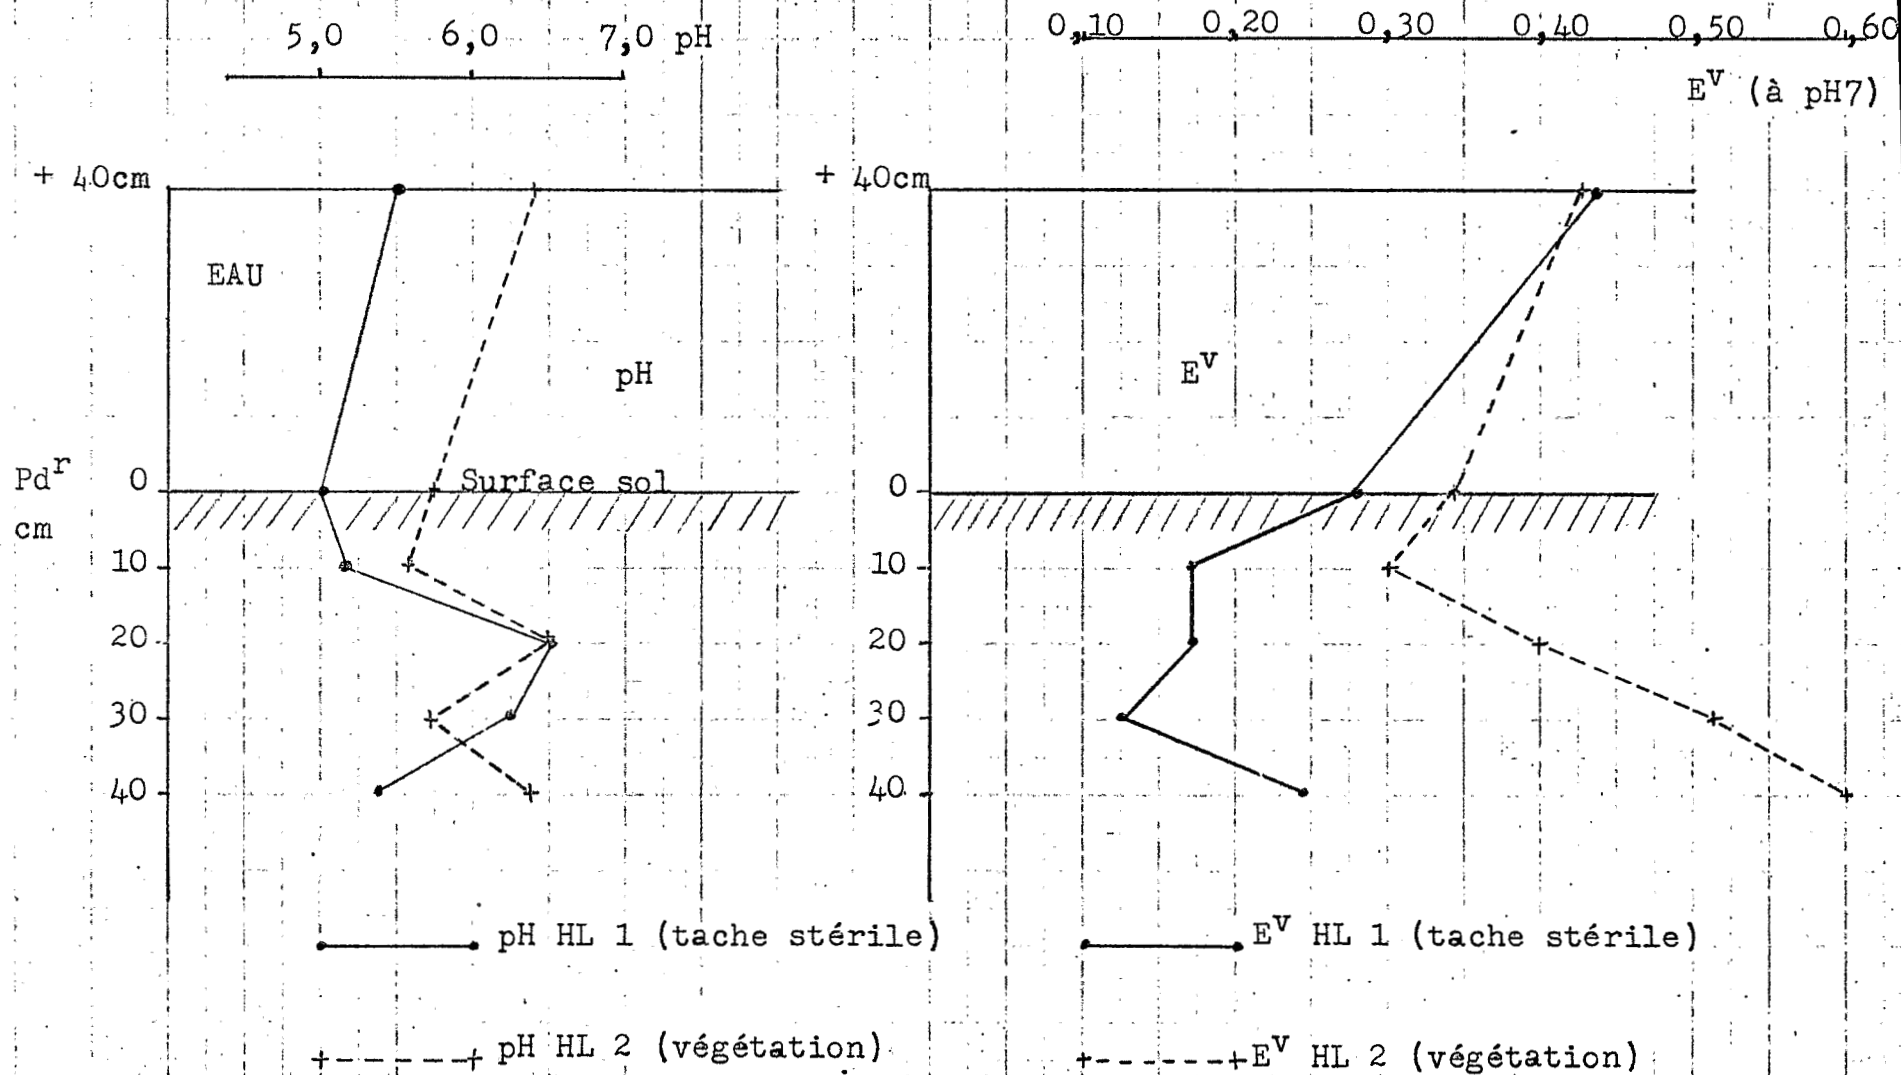 5,0 6,0 7,0 pH
0,10 0,20 0,30 0,40 0,50 0,60
E^V (à pH7)
+ 40cm
+ 40cm
EAU
pH
E^V
Pd^r
cm
0
Surface sol
0
10
10
20
20
30
30
40
40
pH HL 1 (tache stérile)
E^V HL 1 (tache stérile)
pH HL 2 (végétation)
E^V HL 2 (végétation)